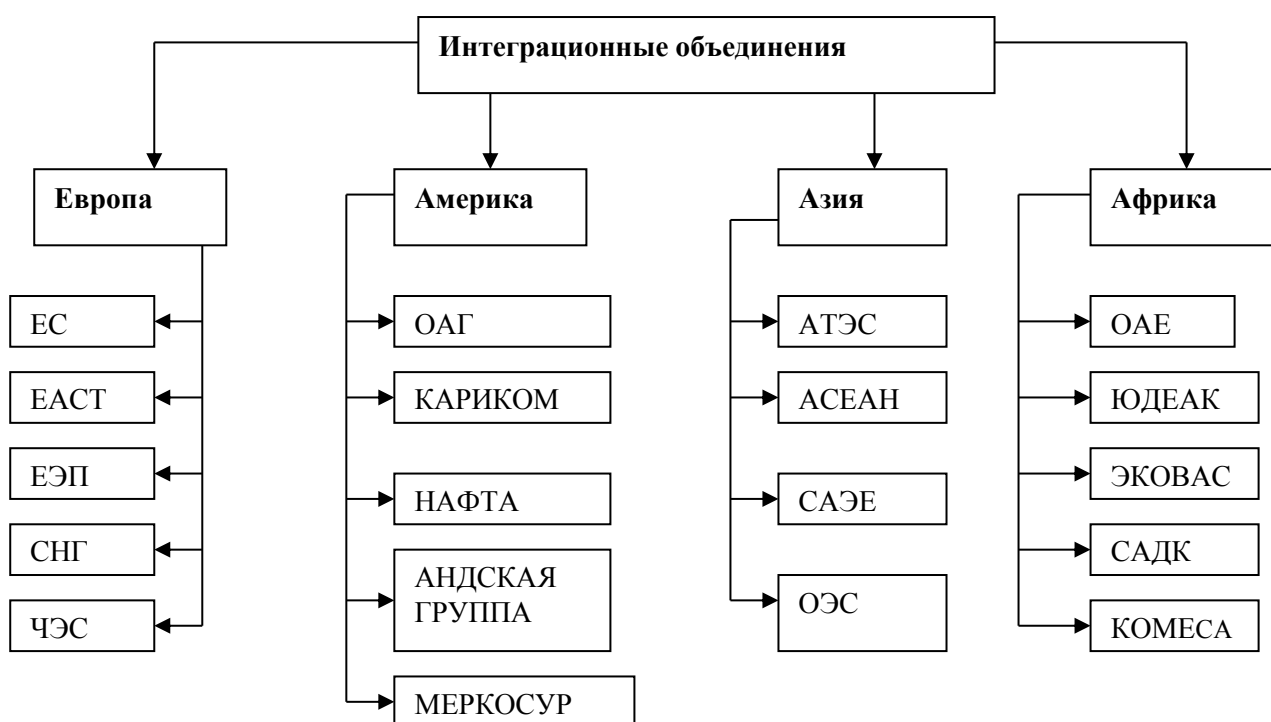 Интеграционные объединения
Европа
Америка
Азия
Африка
ЕС
ОАГ
АТЭС
ОАЕ
ЕАСТ
КАРИКОМ
АСЕАН
ЮДЕАК
ЕЭП
НАФТА
САЭЕ
ЭКОВАС
СНГ
АНДСКАЯ
ГРУППА
ОЭС
САДК
ЧЭС
МЕРКОСУР
КОМЕСА